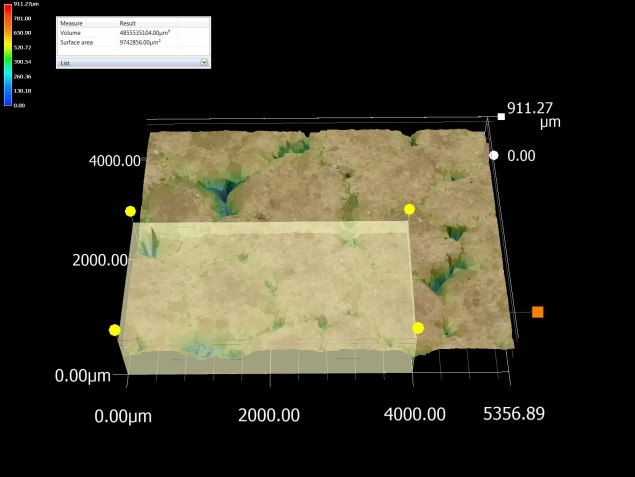 911.27µm
781.08
650.90
520.72
390.54
260.36
130.18
0.00
Measure Result
Volume 4855535104.00µm³
Surface area 9742856.00µm²
List
911.27
µm
0.00
4000.00
2000.00
0.00µm
0.00µm 2000.00 4000.00 5356.89